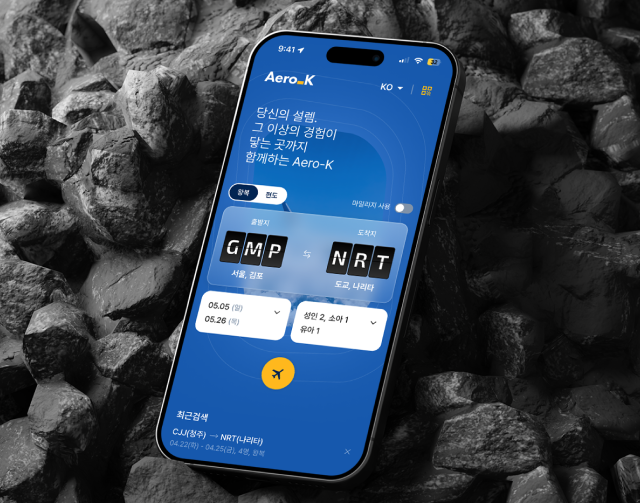 9:41
Aero_K
KO
당신의 설렘.
그 이상의 경험이
닿는 곳까지
함께하는 Aero-K
왕복 편도
마일리지 사용
출발지
도착지
GMP
NRT
서울, 김포
도쿄, 나리타
05.05 (월)
05.26 (목)
성인 2, 소아 1
유아 1
최근검색
CJJ(청주) → NRT(나리타)
04.22(화) - 04.25(금), 4명, 왕복